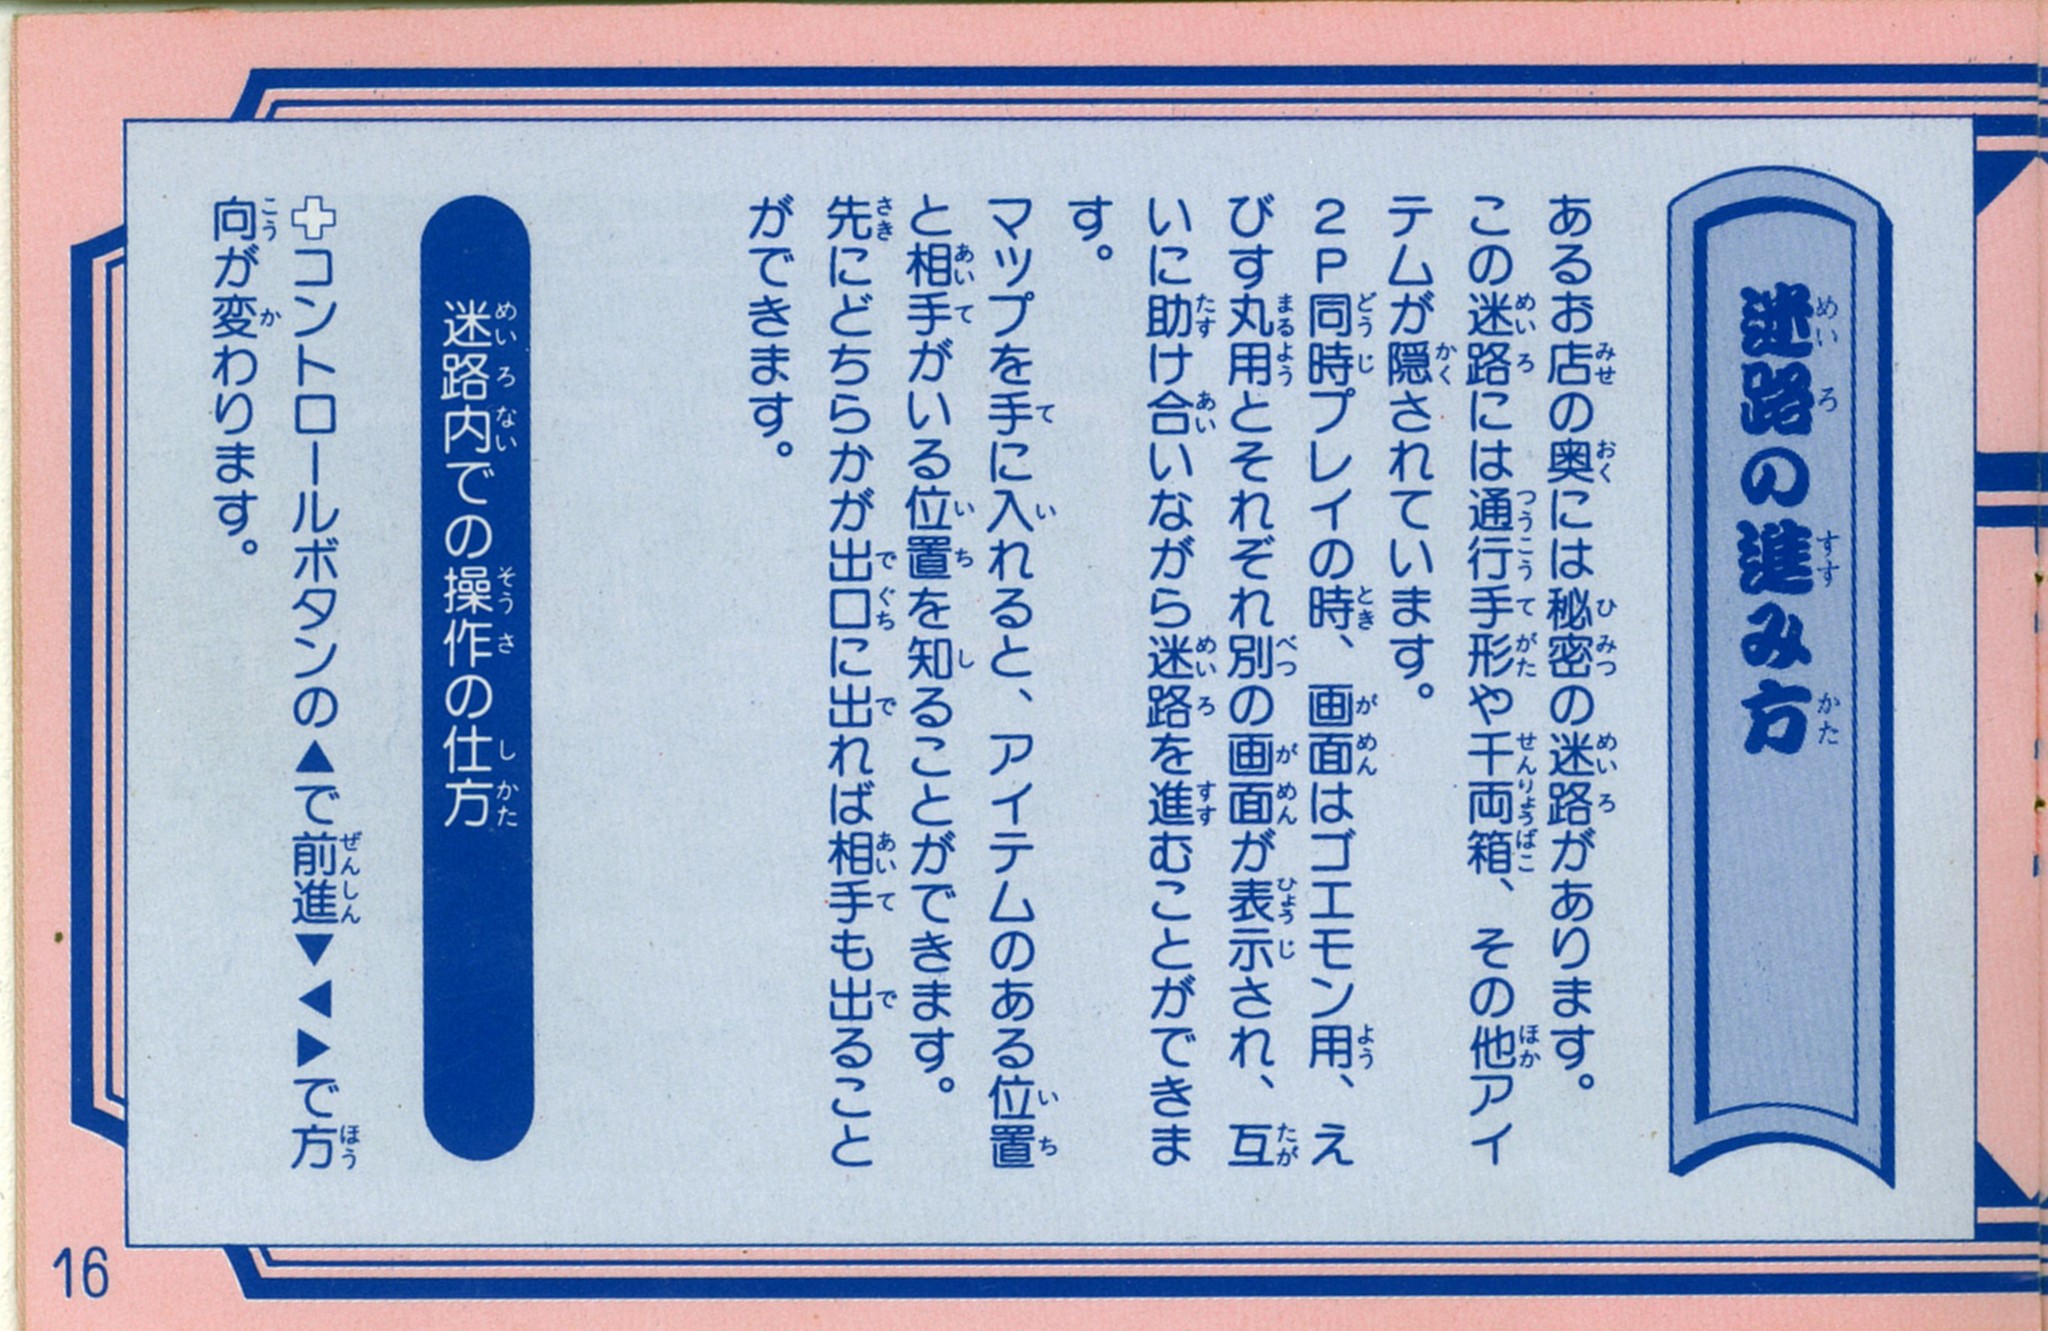 迷路の進み方
あるお店の奥には秘密の迷路があります。
この迷路には通行手形や千両箱、その他アイ
テムが隠されています。
2P同時プレイの時、画面はゴエモン用、え
びす丸用とそれぞれ別の画面が表示され、互
いに助け合いながら迷路を進むことができま
す。
マップを手に入れると、アイテムのある位置
と相手がいる位置を知ることができます。
先にどちらかが出口に出れば相手も出ること
ができます。
迷路内での操作の仕方
✚コントロールボタンの▲で前進▼◀▶で方
向が変わります。
16